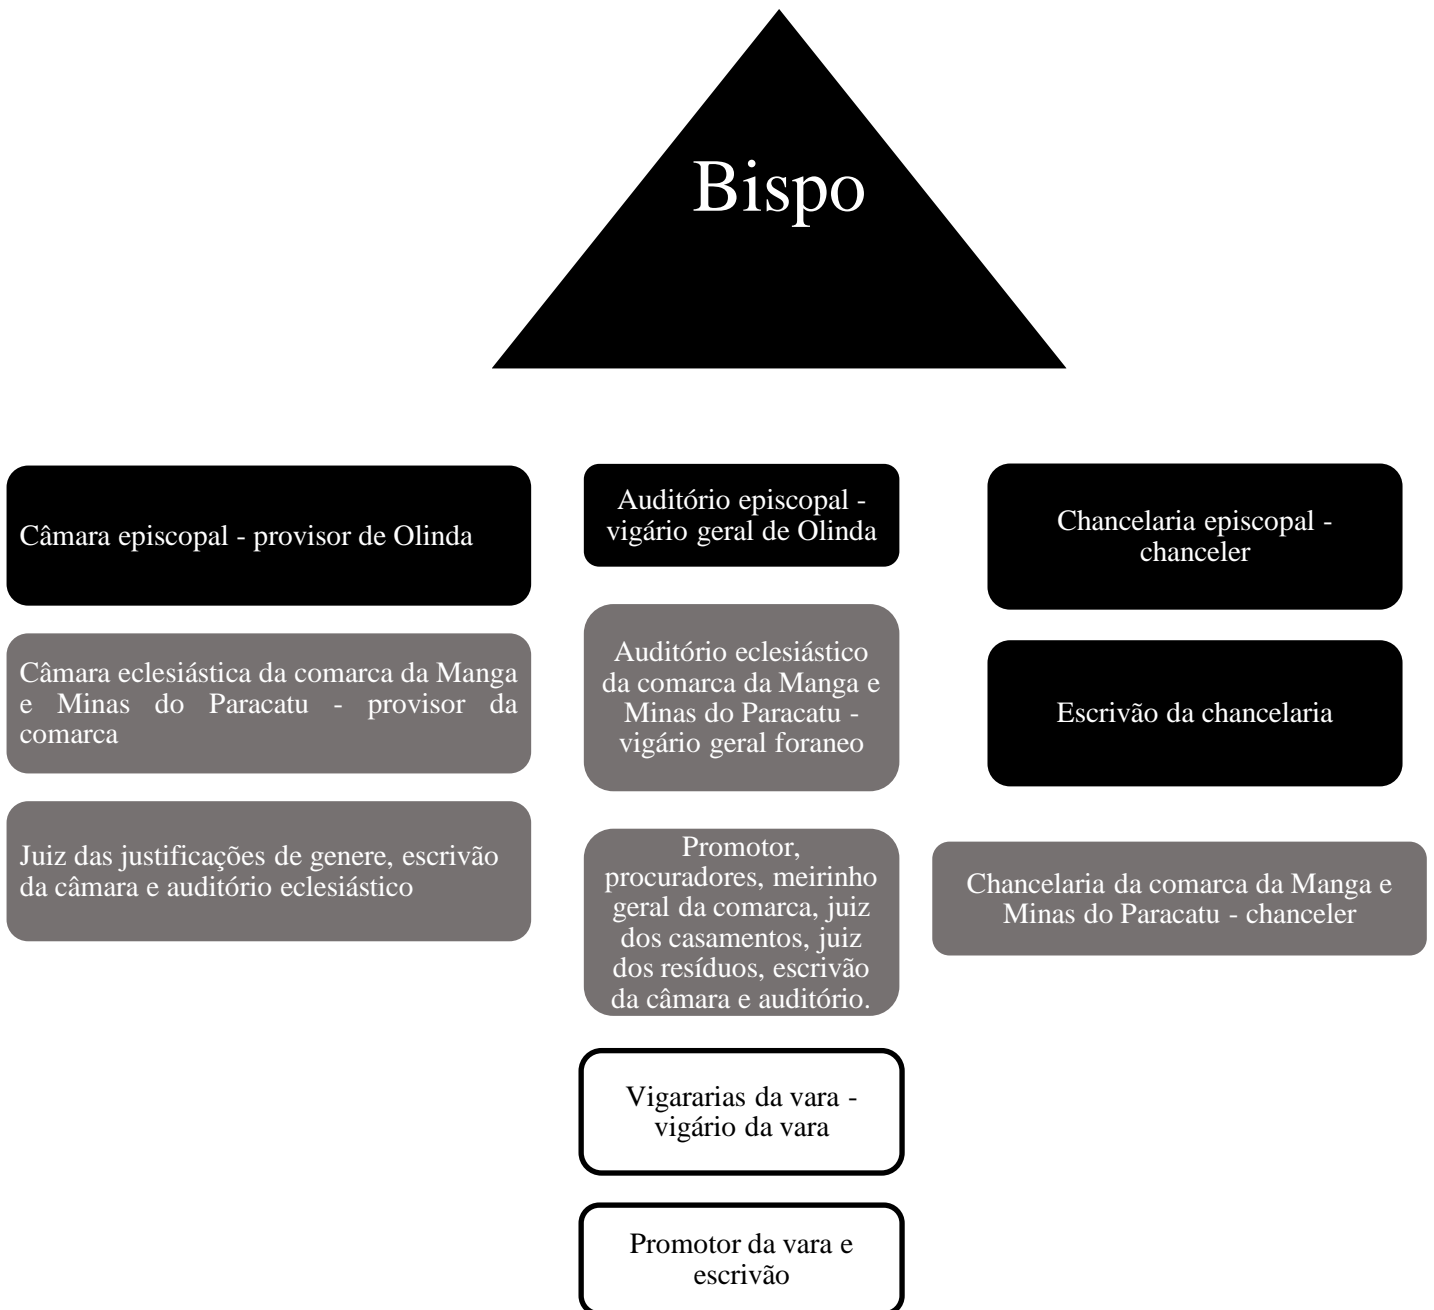 Bispo
Câmara episcopal - provisor de Olinda
Câmara eclesiástica da comarca da Manga
e Minas do Paracatu - provisor da
comarca
Juiz das justificações de genere, escrivão
da câmara e auditório eclesiástico
Auditório episcopal -
vigário geral de Olinda
Auditório eclesiástico
da comarca da Manga e
Minas do Paracatu -
vigário geral foraneo
Promotor,
procuradores, meirinho
geral da comarca, juiz
dos casamentos, juiz
dos resíduos, escrivão
da câmara e auditório.
Vigararias da vara -
vigário da vara
Promotor da vara e
escrivão
Chancelaria episcopal -
chanceler
Escrivão da chancelaria
Chancelaria da comarca da Manga e
Minas do Paracatu - chanceler